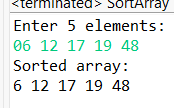 <terminated> SortArray
Enter 5 elements:
06 12 17 19 48
Sorted array:
6 12 17 19 48